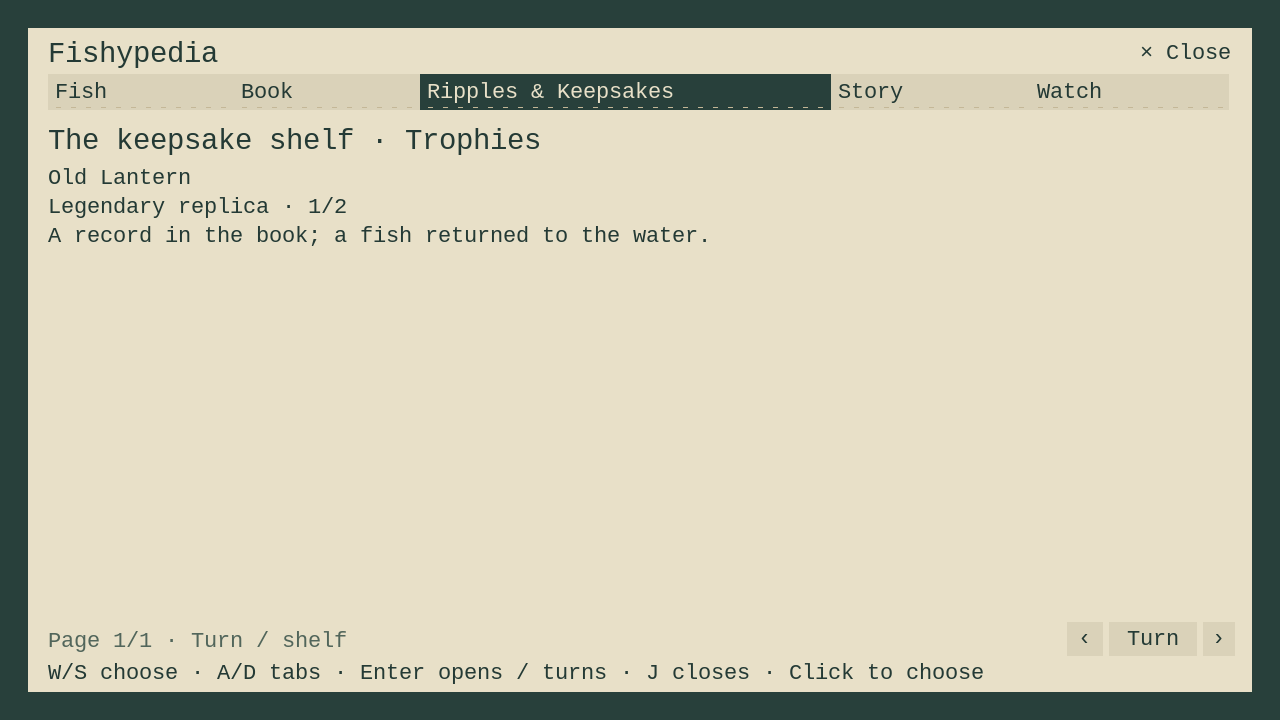 Fishypedia
× Close
Fish Book Ripples & Keepsakes Story Watch
The keepsake shelf · Trophies
Old Lantern
Legendary replica · 1/2
A record in the book; a fish returned to the water.
Page 1/1 · Turn / shelf
‹ Turn ›
W/S choose · A/D tabs · Enter opens / turns · J closes · Click to choose